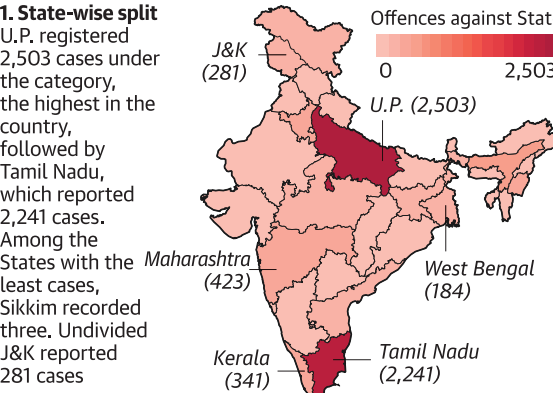 1. State-wise split
U.P. registered
2,503 cases under
the category,
the highest in the
country,
followed by
Tamil Nadu,
which reported
2,241 cases.
Among the
States with the
least cases,
Sikkim recorded
three. Undivided
J&K reported
281 cases
Offences against Stat
0
2,503
J&K
(281)
U.P. (2,503)
Maharashtra
(423)
West Bengal
(184)
Kerala
(341)
Tamil Nadu
(2,241)